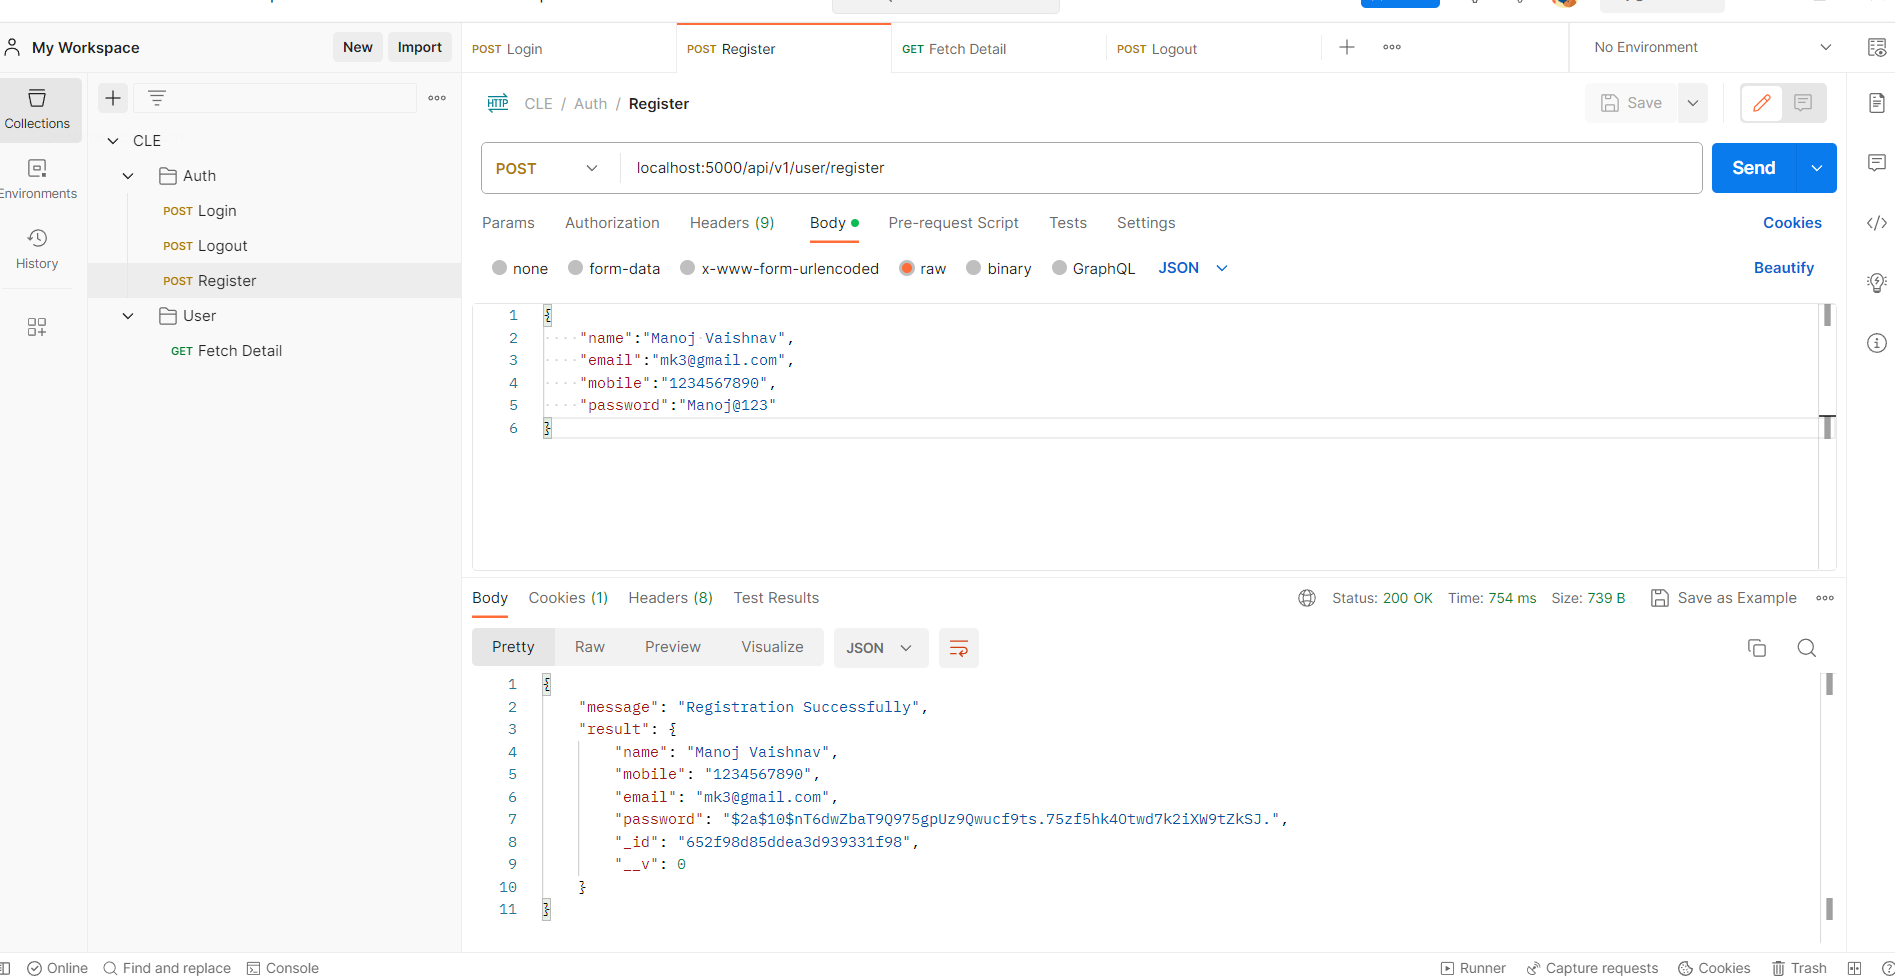 My Workspace
New
Import
POST Login
POST Register
GET Fetch Detail
POST Logout
No Environment
Collections
Environments
History
CLE
Auth
POST Login
POST Logout
POST Register
User
GET Fetch Detail
HTTP CLE / Auth / Register
Save
POST
localhost:5000/api/v1/user/register
Send
Params
Authorization
Headers (9)
Body
Pre-request Script
Tests
Settings
Cookies
none
form-data
x-www-form-urlencoded
raw
binary
GraphQL
JSON
Beautify
1 {
2 "name":"Manoj Vaishnav",
3 "email":"mk3@gmail.com",
4 "mobile":"1234567890",
5 "password":"Manoj@123"
6 }
Body
Cookies (1)
Headers (8)
Test Results
Status: 200 OK
Time: 754 ms
Size: 739 B
Save as Example
Pretty
Raw
Preview
Visualize
JSON
1 {
2 "message": "Registration Successfully",
3 "result": {
4 "name": "Manoj Vaishnav",
5 "mobile": "1234567890",
6 "email": "mk3@gmail.com",
7 "password": "$2a$10$nT6dwZbaT9Q975gpUz9Qwucf9ts.75zf5hk4Otwd7k2iXW9tZkSJ.",
8 "_id": "652f98d85ddea3d939331f98",
9 "__v": 0
10 }
11 }
Online
Find and replace
Console
Runner
Capture requests
Cookies
Trash